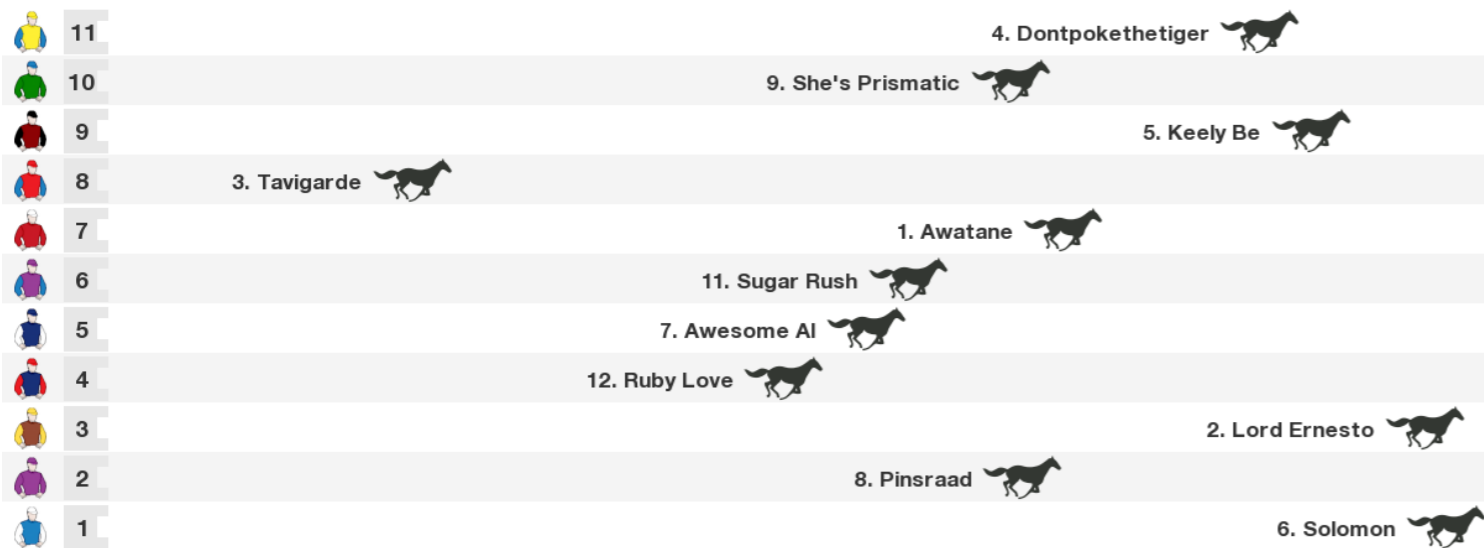 11 4. Dontpokethetiger
10 9. She's Prismatic
9 5. Keely Be
8 3. Tavigarde
7 1. Awatane
6 11. Sugar Rush
5 7. Awesome Al
4 12. Ruby Love
3 2. Lord Ernesto
2 8. Pinsraad
1 6. Solomon